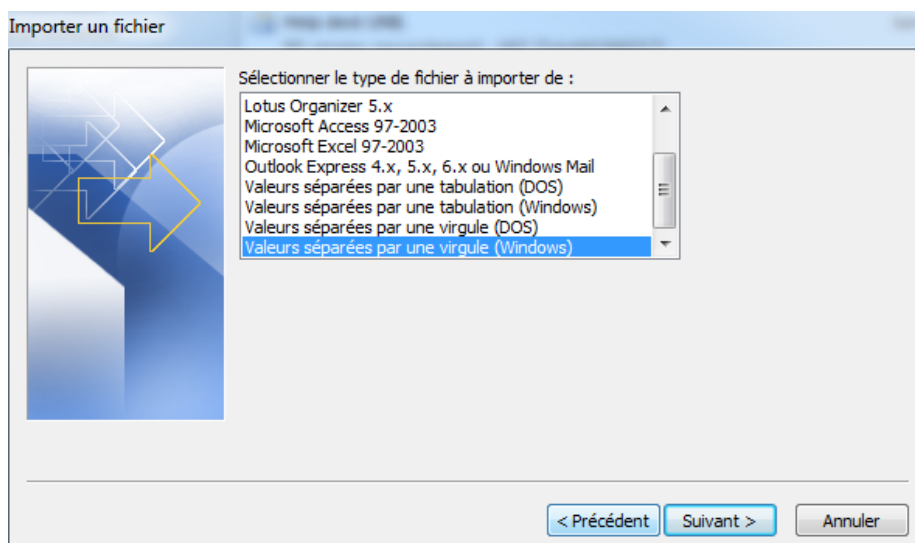 Importer un fichier
Sélectionner le type de fichier à importer de :
Lotus Organizer 5.x
Microsoft Access 97-2003
Microsoft Excel 97-2003
Outlook Express 4.x, 5.x, 6.x ou Windows Mail
Valeurs séparées par une tabulation (DOS)
Valeurs séparées par une tabulation (Windows)
Valeurs séparées par une virgule (DOS)
Valeurs séparées par une virgule (Windows)
< Précédent Suivant > Annuler